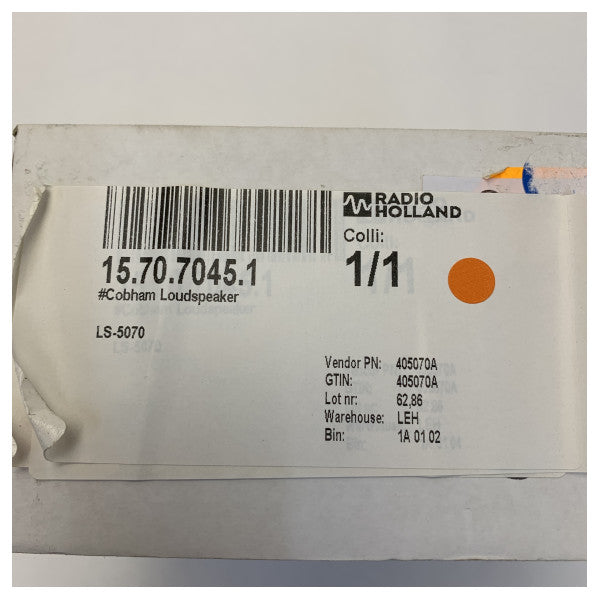 RADIO
HOLLAND
Colli:
15.70.7045.1
1/1
#Cobham Loudspeaker
LS-5070
Vendor PN: 405070A
GTIN: 405070A
Lot nr: 62,86
Warehouse: LEH
Bin: 1A 01 02